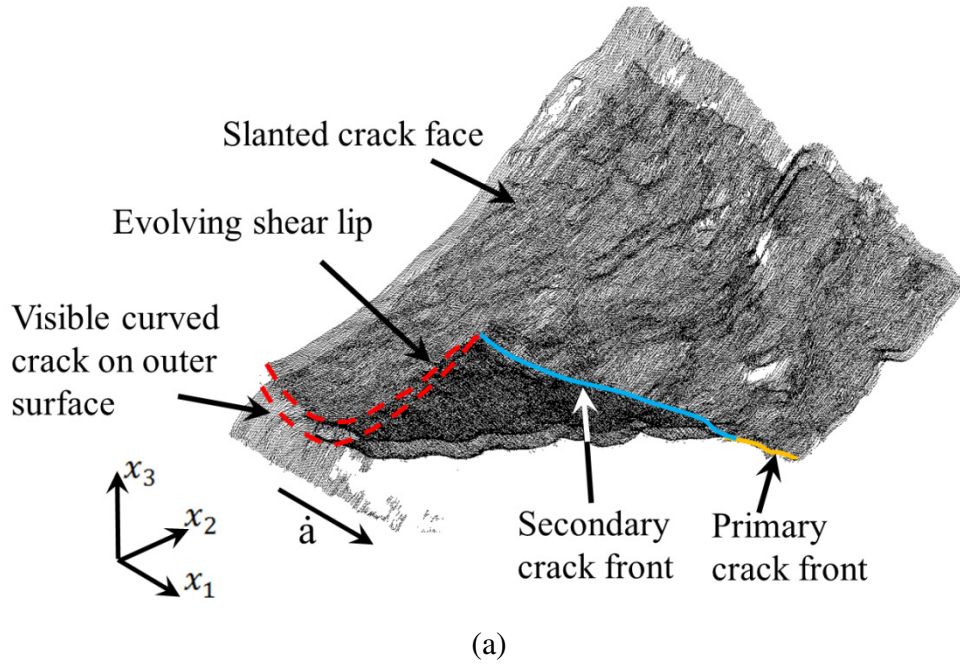 Slanted crack face
Evolving shear lip
Visible curved
crack on outer
surface
x₃
x₂
x₁
ȧ
Secondary
crack front
Primary
crack front
(a)